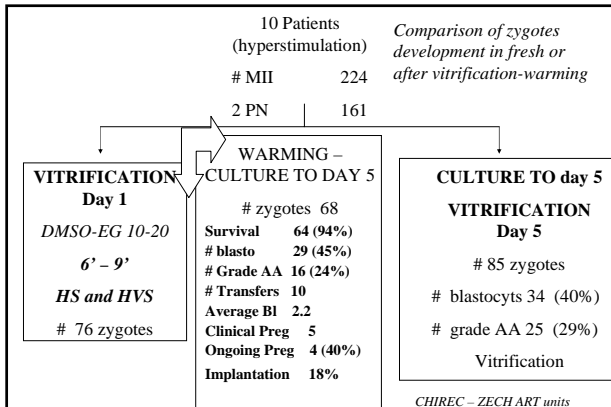 10 Patients
(hyperstimulation)
# MII 224
2 PN 161
Comparison of zygotes
development in fresh or
after vitrification-warming
VITRIFICATION
Day 1
DMSO-EG 10-20
6’ – 9’
HS and HVS
# 76 zygotes
WARMING –
CULTURE TO DAY 5
# zygotes 68
Survival 64 (94%)
# blasto 29 (45%)
# Grade AA 16 (24%)
# Transfers 10
Average Bl 2.2
Clinical Preg 5
Ongoing Preg 4 (40%)
Implantation 18%
CULTURE TO day 5
VITRIFICATION
Day 5
# 85 zygotes
# blastocyts 34 (40%)
# grade AA 25 (29%)
Vitrification
CHIREC – ZECH ART units